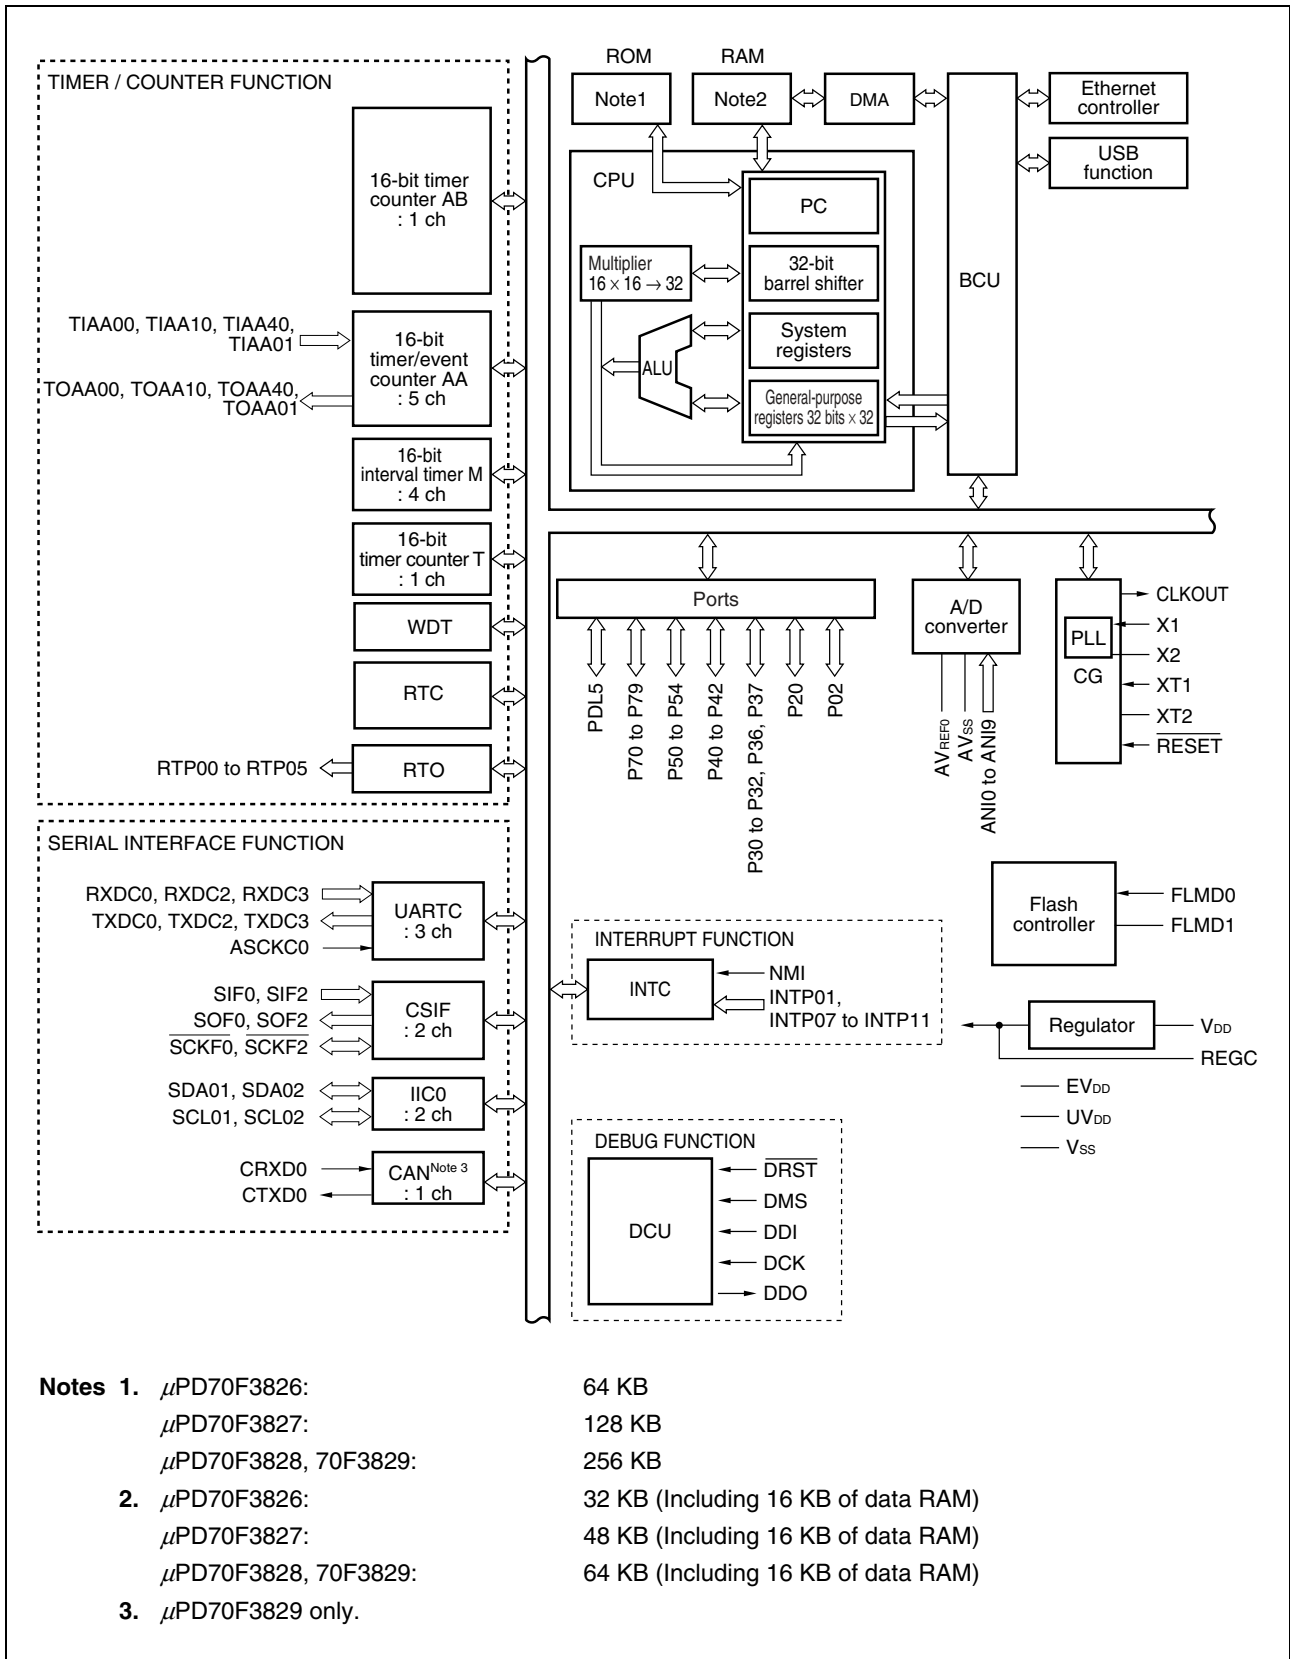 TIMER / COUNTER FUNCTION
16-bit timer
counter AB
: 1 ch
TIAA00, TIAA10, TIAA40,
TIAA01
TOAA00, TOAA10, TOAA40,
TOAA01
16-bit
timer/event
counter AA
: 5 ch
16-bit
interval timer M
: 4 ch
16-bit
timer counter T
: 1 ch
WDT
RTC
RTP00 to RTP05
RTO
SERIAL INTERFACE FUNCTION
RXDC0, RXDC2, RXDC3
TXDC0, TXDC2, TXDC3
ASCKC0
UARTC
: 3 ch
SIF0, SIF2
SOF0, SOF2
SCKF0, SCKF2
CSIF
: 2 ch
SDA01, SDA02
SCL01, SCL02
IIC0
: 2 ch
CRXD0
CTXD0
CAN Note 3
: 1 ch
ROM
Note1
RAM
Note2
DMA
BCU
Ethernet
controller
USB
function
CPU
PC
Multiplier
16 × 16 → 32
32-bit
barrel shifter
ALU
System
registers
General-purpose
registers 32 bits × 32
Ports
PDL5
P70 to P79
P50 to P54
P40 to P42
P30 to P32, P36, P37
P20
P02
A/D
converter
AVREF0
AVSS
ANI0 to ANI9
PLL
CG
CLKOUT
X1
X2
XT1
XT2
RESET
Flash
controller
FLMD0
FLMD1
INTERRUPT FUNCTION
INTC
NMI
INTP01,
INTP07 to INTP11
Regulator
VDD
REGC
EVDD
UVDD
VSS
DEBUG FUNCTION
DCU
DRST
DMS
DDI
DCK
DDO
Notes 1. μPD70F3826: 64 KB
μPD70F3827: 128 KB
μPD70F3828, 70F3829: 256 KB
2. μPD70F3826: 32 KB (Including 16 KB of data RAM)
μPD70F3827: 48 KB (Including 16 KB of data RAM)
μPD70F3828, 70F3829: 64 KB (Including 16 KB of data RAM)
3. μPD70F3829 only.